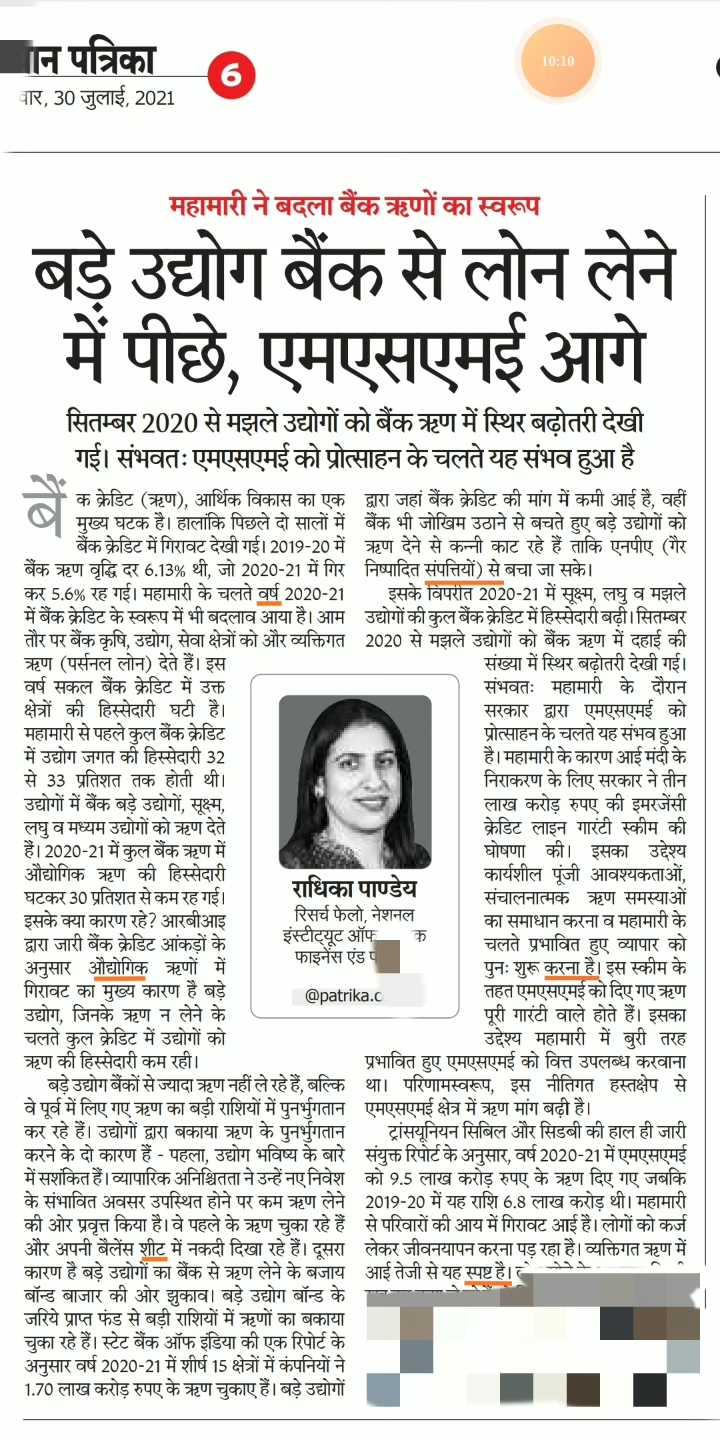 पत्रिका
6
30 जुलाई, 2021
10:10
महामारी ने बदला बैंक ऋणों का स्वरूप
बड़े उद्योग बैंक से लोन लेने
में पीछे, एमएसएमई आगे
सितम्बर 2020 से मझले उद्योगों को बैंक ऋण में स्थिर बढ़ोतरी देखी
गई। संभवतः एमएसएमई को प्रोत्साहन के चलते यह संभव हुआ है
बैंक क्रेडिट (ऋण), आर्थिक विकास का एक
मुख्य घटक है। हालांकि पिछले दो सालों में
बैंक क्रेडिट में गिरावट देखी गई। 2019-20 में
बैंक ऋण वृद्धि दर 6.13% थी, जो 2020-21 में गिर
कर 5.6% रह गई। महामारी के चलते वर्ष 2020-21
में बैंक क्रेडिट के स्वरूप में भी बदलाव आया है। आम
तौर पर बैंक कृषि, उद्योग, सेवा क्षेत्रों को और व्यक्तिगत
ऋण (पर्सनल लोन) देते हैं। इस
वर्ष सकल बैंक क्रेडिट में उक्त
क्षेत्रों की हिस्सेदारी घटी है।
महामारी से पहले कुल बैंक क्रेडिट
में उद्योग जगत की हिस्सेदारी 32
से 33 प्रतिशत तक होती थी।
उद्योगों में बैंक बड़े उद्योगों, सूक्ष्म,
लघु व मध्यम उद्योगों को ऋण देते
हैं। 2020-21 में कुल बैंक ऋण में
औद्योगिक ऋण की हिस्सेदारी
घटकर 30 प्रतिशत से कम रह गई।
इसके क्या कारण रहे? आरबीआइ
द्वारा जारी बैंक क्रेडिट आंकड़ों के
अनुसार औद्योगिक ऋणों में
गिरावट का मुख्य कारण है बड़े
उद्योग, जिनके ऋण न लेने के
चलते कुल क्रेडिट में उद्योगों को
ऋण की हिस्सेदारी कम रही।
बड़े उद्योग बैंकों से ज्यादा ऋण नहीं ले रहे हैं, बल्कि
वे पूर्व में लिए गए ऋण का बड़ी राशियों में पुनर्भुगतान
कर रहे हैं। उद्योगों द्वारा बकाया ऋण के पुनर्भुगतान
करने के दो कारण हैं - पहला, उद्योग भविष्य के बारे
में सशंकित हैं। व्यापारिक अनिश्चितता ने उन्हें नए निवेश
के संभावित अवसर उपस्थित होने पर कम ऋण लेने
की ओर प्रवृत्त किया है। वे पहले के ऋण चुका रहे हैं
और अपनी बैलेंस शीट में नकदी दिखा रहे हैं। दूसरा
कारण है बड़े उद्योगों का बैंक से ऋण लेने के बजाय
बॉन्ड बाजार की ओर झुकाव। बड़े उद्योग बॉन्ड के
जरिये प्राप्त फंड से बड़ी राशियों में ऋणों का बकाया
चुका रहे हैं। स्टेट बैंक ऑफ इंडिया की एक रिपोर्ट के
अनुसार वर्ष 2020-21 में शीर्ष 15 क्षेत्रों में कंपनियों ने
1.70 लाख करोड़ रुपए के ऋण चुकाए हैं। बड़े उद्योगों
राधिका पाण्डेय
रिसर्च फेलो, नेशनल
इंस्टीट्यूट
फाइनेंस एंड
द्वारा जहां बैंक क्रेडिट की मांग में कमी आई है, वहीं
बैंक भी जोखिम उठाने से बचते हुए बड़े उद्योगों को
ऋण देने से कन्नी काट रहे हैं ताकि एनपीए (गैर
निष्पादित संपत्तियों) से बचा जा सके।
इसके विपरीत 2020-21 में सूक्ष्म, लघु व मझले
उद्योगों की कुल बैंक क्रेडिट में हिस्सेदारी बढ़ी। सितम्बर
2020 से मझले उद्योगों को बैंक ऋण में दहाई की
संख्या में स्थिर बढ़ोतरी देखी गई।
संभवतः महामारी के दौरान
सरकार द्वारा एमएसएमई को
प्रोत्साहन के चलते यह संभव हुआ
है। महामारी के कारण आई मंदी के
निराकरण के लिए सरकार ने तीन
लाख करोड़ रुपए की इमरजेंसी
क्रेडिट लाइन गारंटी स्कीम की
घोषणा की। इसका उद्देश्य
कार्यशील पूंजी आवश्यकताओं,
संचालनात्मक ऋण समस्याओं
का समाधान करना व महामारी के
चलते प्रभावित हुए व्यापार को
पुनः शुरू करना है। इस स्कीम के
तहत एमएसएमई को दिए गए ऋण
पूरी गारंटी वाले होते हैं। इसका
उद्देश्य महामारी में बुरी तरह
प्रभावित हुए एमएसएमई को वित्त उपलब्ध करवाना
था। परिणामस्वरूप, इस नीतिगत हस्तक्षेप से
एमएसएमई क्षेत्र में ऋण मांग बढ़ी है।
ट्रांसयूनियन सिबिल और सिडबी की हाल ही जारी
संयुक्त रिपोर्ट के अनुसार, वर्ष 2020-21 में एमएसएमई
को 9.5 लाख करोड़ रुपए के ऋण दिए गए जबकि
2019-20 में यह राशि 6.8 लाख करोड़ थी। महामारी
से परिवारों की आय में गिरावट आई है। लोगों को कर्ज
लेकर जीवनयापन करना पड़ रहा है। व्यक्तिगत ऋण में
आई तेजी से यह स्पष्ट है।